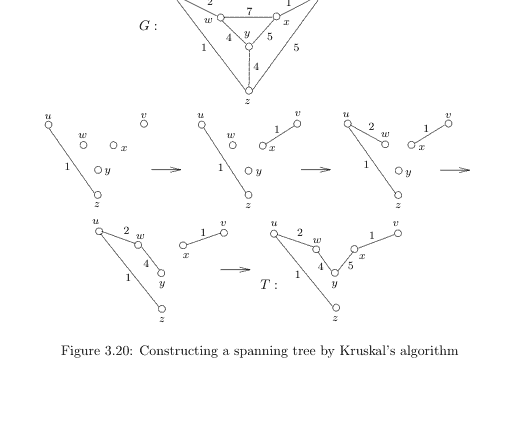 2 1
7
G :
w x
y
4 5
1 5
4
z
u v
w
x
1 y
z
u v
w 1
x
1 y
z
u v
2 w 1
x
1 y
z
u v
2 w 1
x
4
1 y
z
u v
2 w 1
x
4 5
1 y
T :
z
Figure 3.20: Constructing a spanning tree by Kruskal's algorithm